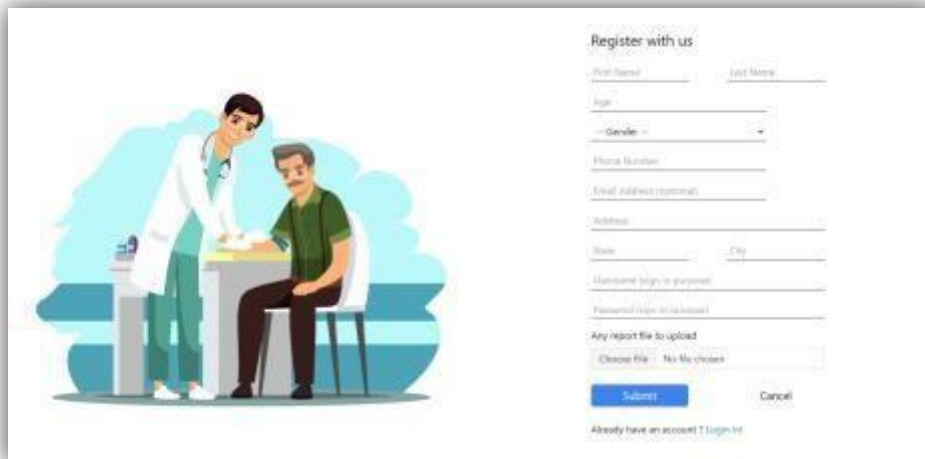 Register with us
First Name Last Name
Age
-- Gender --
Phone Number
Email Address (optional)
Address
State City
Username (sign in purpose)
Password (sign in purpose)
Any report file to upload
Choose file No file chosen
Submit Cancel
Already have an account ? Login In!